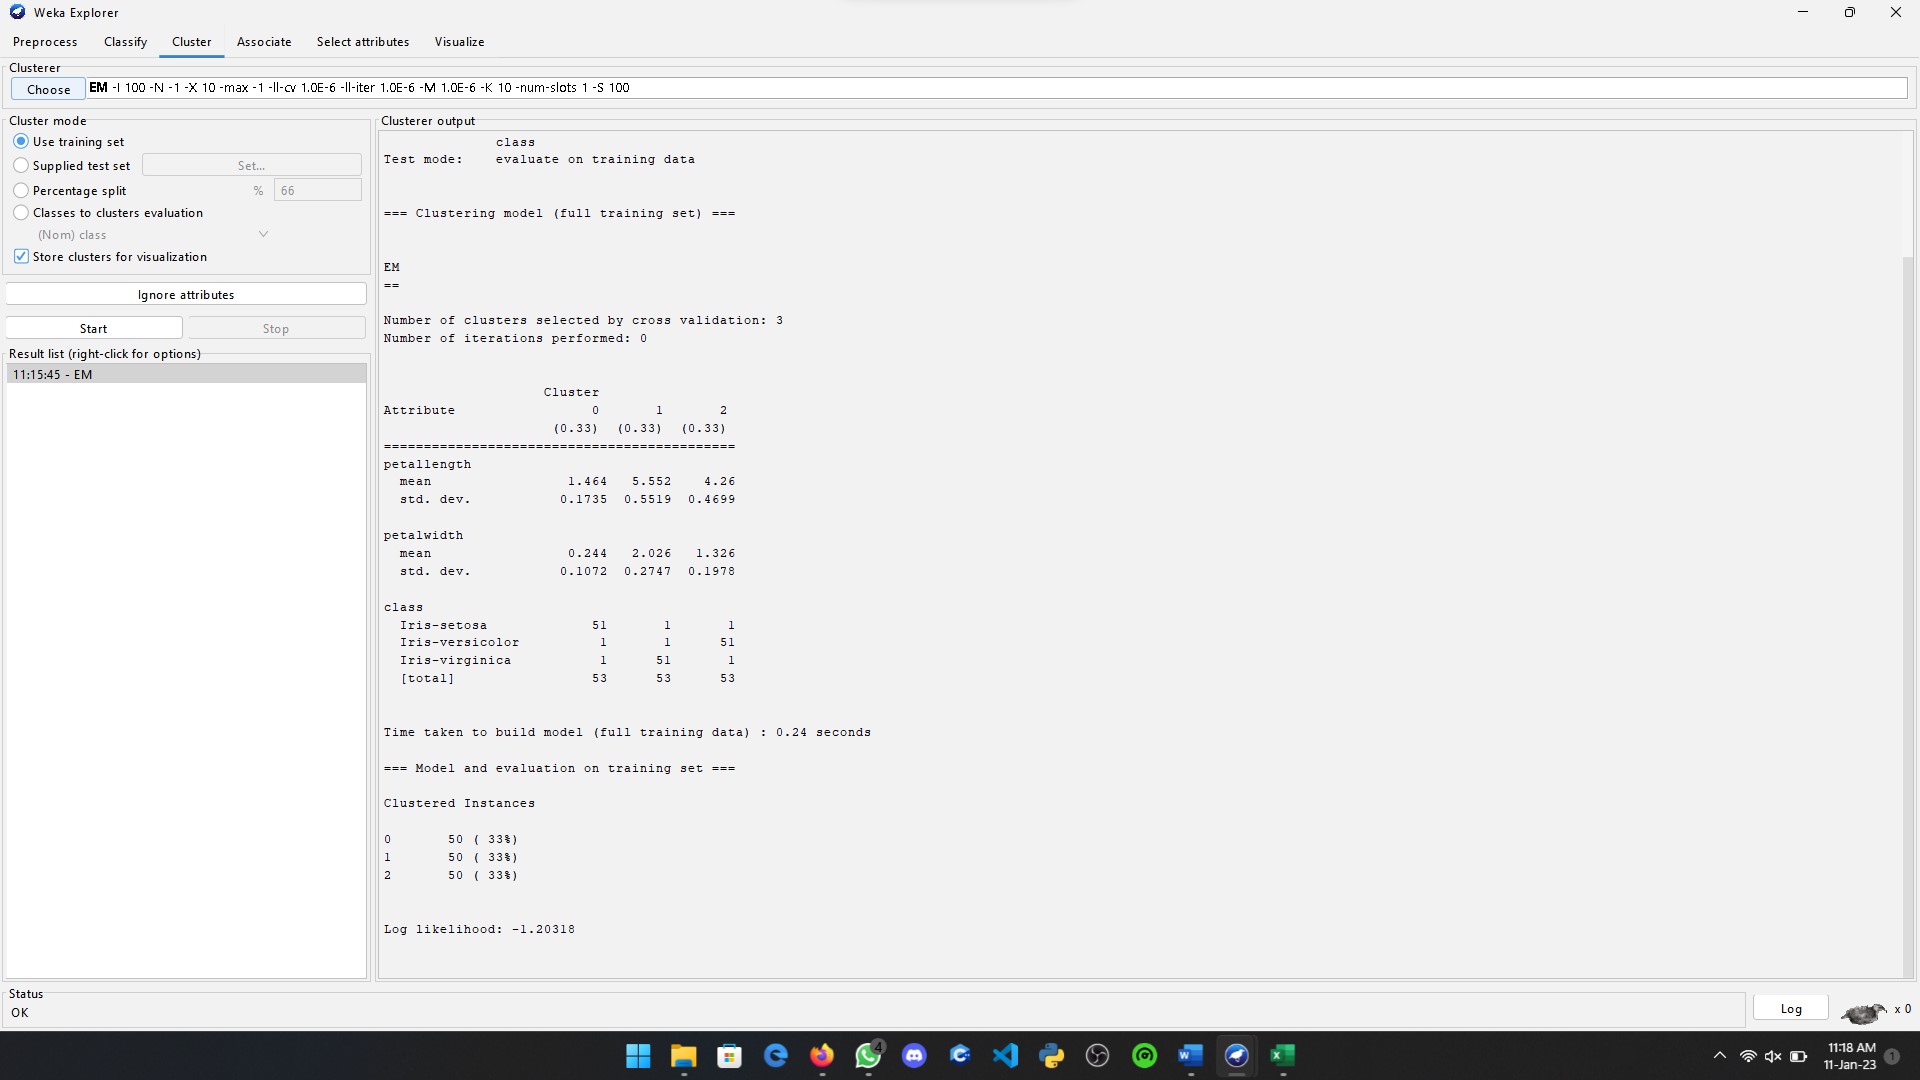 Weka Explorer
Preprocess Classify Cluster Associate Select attributes Visualize
Clusterer
Choose EM -I 100 -N -1 -X 10 -max -1 -ll-cv 1.0E-6 -ll-iter 1.0E-6 -M 1.0E-6 -K 10 -num-slots 1 -S 100
Cluster mode
Use training set
Supplied test set Set...
Percentage split % 66
Classes to clusters evaluation
(Nom) class
Store clusters for visualization
Ignore attributes
Start Stop
Result list (right-click for options)
11:15:45 - EM
Clusterer output
class
Test mode: evaluate on training data
=== Clustering model (full training set) ===
EM
==
Number of clusters selected by cross validation: 3
Number of iterations performed: 0
Cluster
Attribute 0 1 2
(0.33) (0.33) (0.33)
============================================
petallength
mean 1.464 5.552 4.26
std. dev. 0.1735 0.5519 0.4699
petalwidth
mean 0.244 2.026 1.326
std. dev. 0.1072 0.2747 0.1978
class
Iris-setosa 51 1 1
Iris-versicolor 1 1 51
Iris-virginica 1 51 1
[total] 53 53 53
Time taken to build model (full training data) : 0.24 seconds
=== Model and evaluation on training set ===
Clustered Instances
0 50 ( 33%)
1 50 ( 33%)
2 50 ( 33%)
Log likelihood: -1.20318
Status
OK
Log x 0
4
11:18 AM
11-Jan-23
1